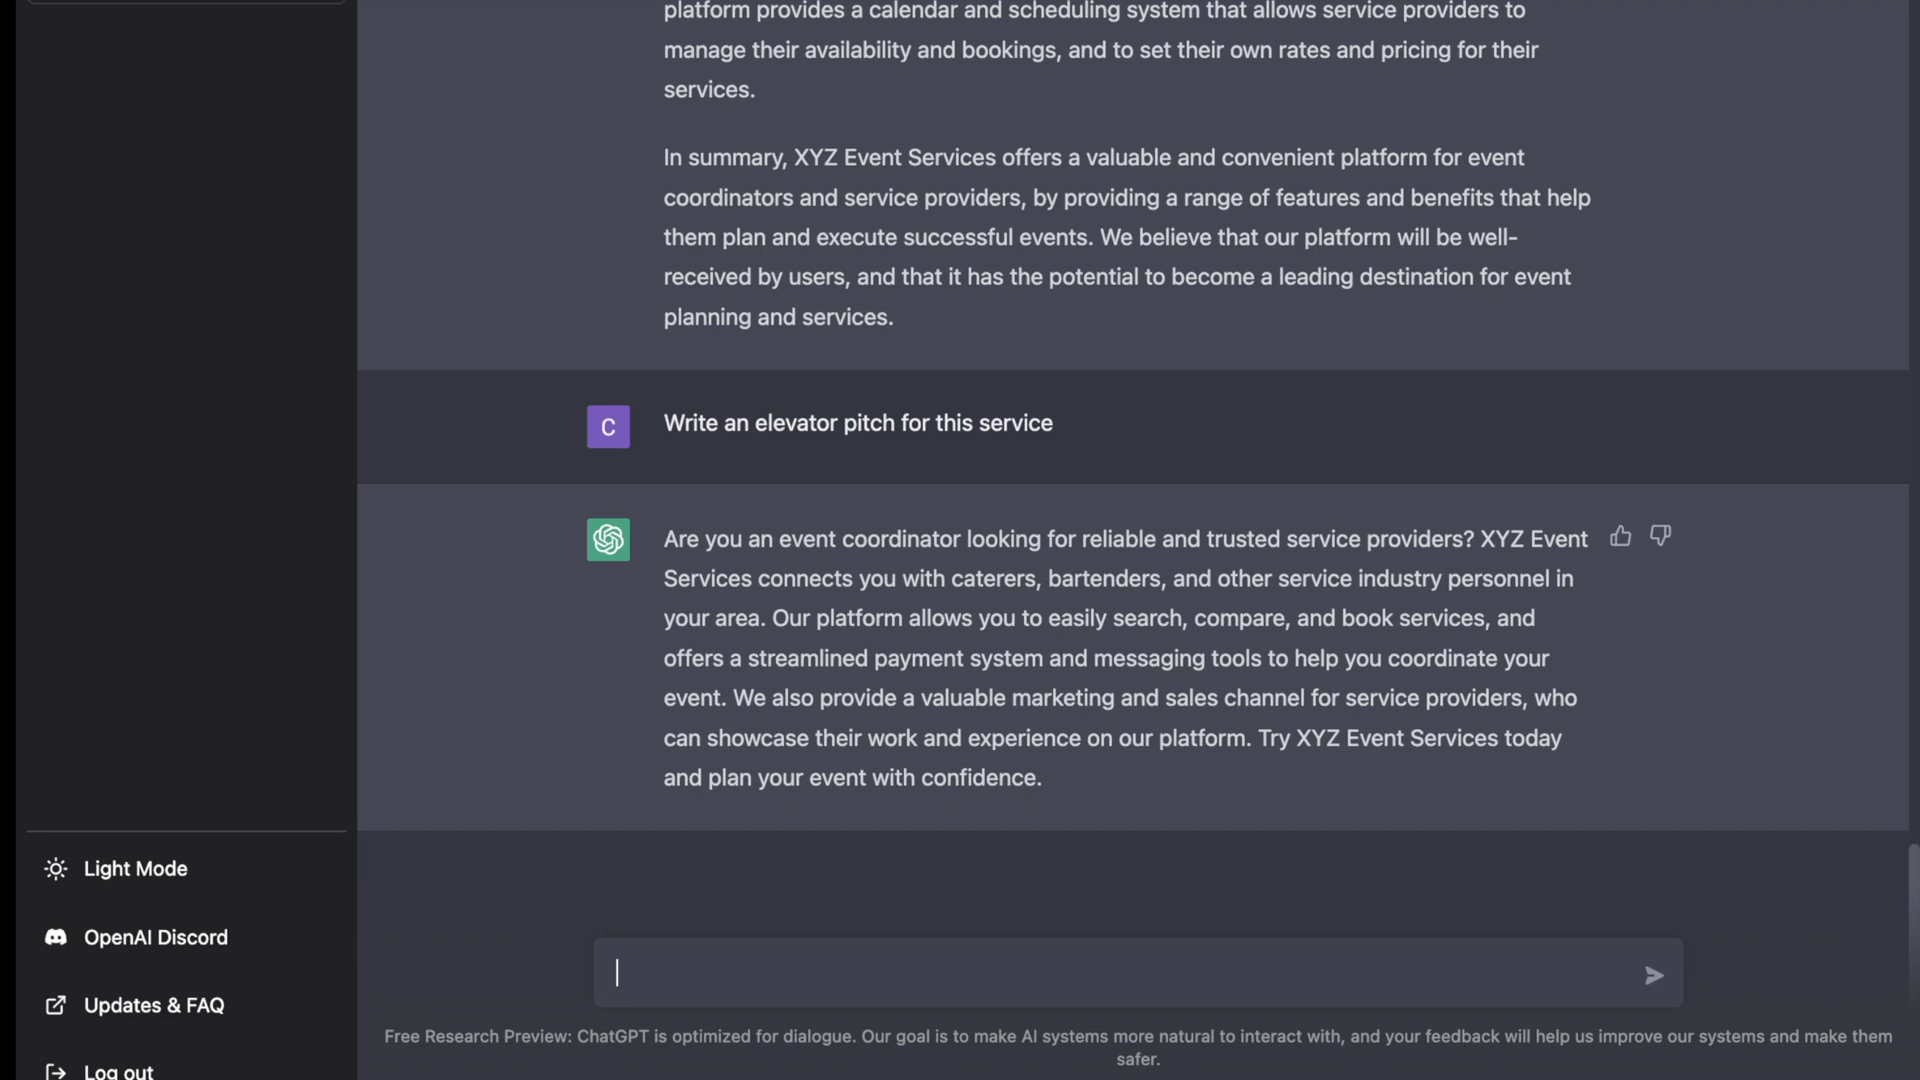 platform provides a calendar and scheduling system that allows service providers to
manage their availability and bookings, and to set their own rates and pricing for their
services.
In summary, XYZ Event Services offers a valuable and convenient platform for event
coordinators and service providers, by providing a range of features and benefits that help
them plan and execute successful events. We believe that our platform will be well-
received by users, and that it has the potential to become a leading destination for event
planning and services.
C
Write an elevator pitch for this service
Are you an event coordinator looking for reliable and trusted service providers? XYZ Event
Services connects you with caterers, bartenders, and other service industry personnel in
your area. Our platform allows you to easily search, compare, and book services, and
offers a streamlined payment system and messaging tools to help you coordinate your
event. We also provide a valuable marketing and sales channel for service providers, who
can showcase their work and experience on our platform. Try XYZ Event Services today
and plan your event with confidence.
Light Mode
OpenAI Discord
Updates & FAQ
Log out
Free Research Preview: ChatGPT is optimized for dialogue. Our goal is to make AI systems more natural to interact with, and your feedback will help us improve our systems and make them
safer.